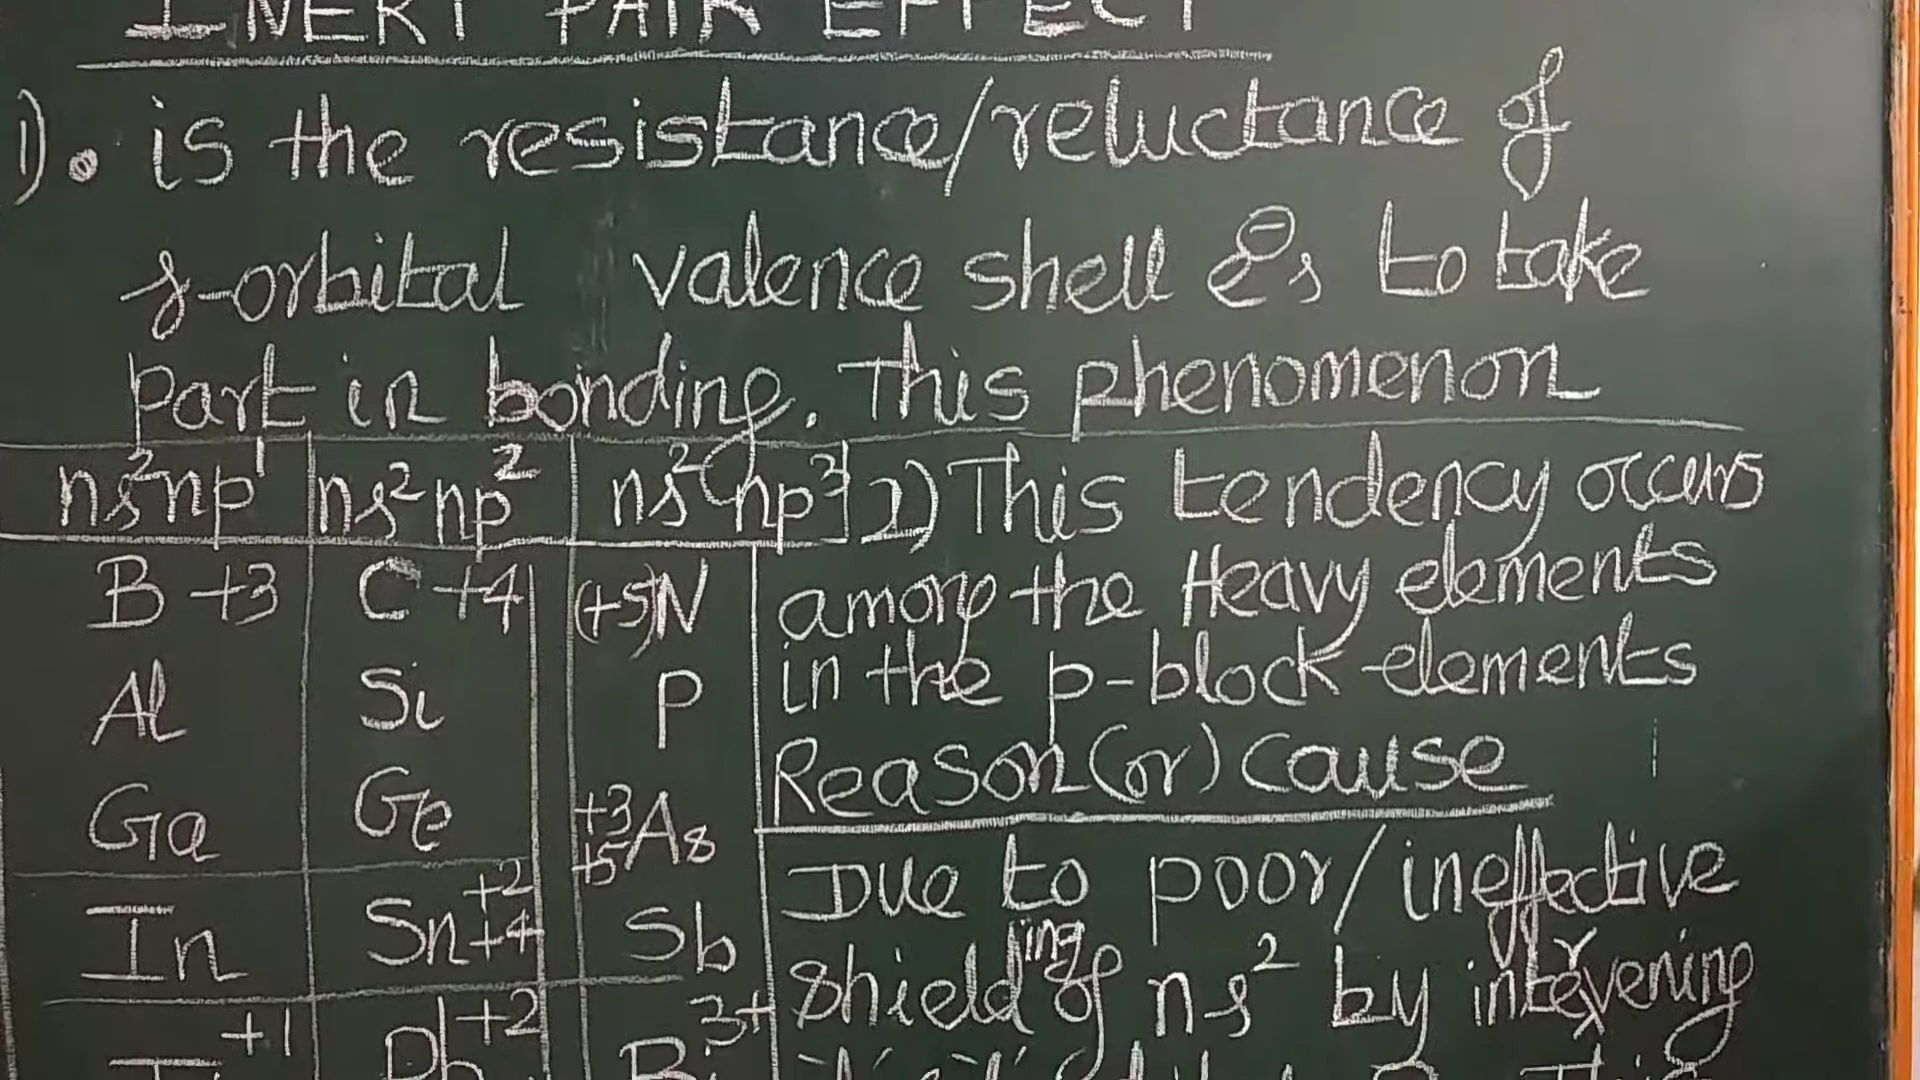 INERT PAIR EFFECT
1). is the resistance/reluctance of
s-orbital valence shell e⊖s to take
part in bonding. This phenomenon
ns²np¹ ns²np² ns²np³
B +3 C +4 (+5)N
Al Si P
Ga Ge +3 +5 As
In Sn +2 +4 Sb
+1 Pb +2 Bi 3+
2) This tendency occurs
among the Heavy elements
in the p-block elements
Reason (or) Cause
Due to poor/ineffective
shielding of ns² by intervening